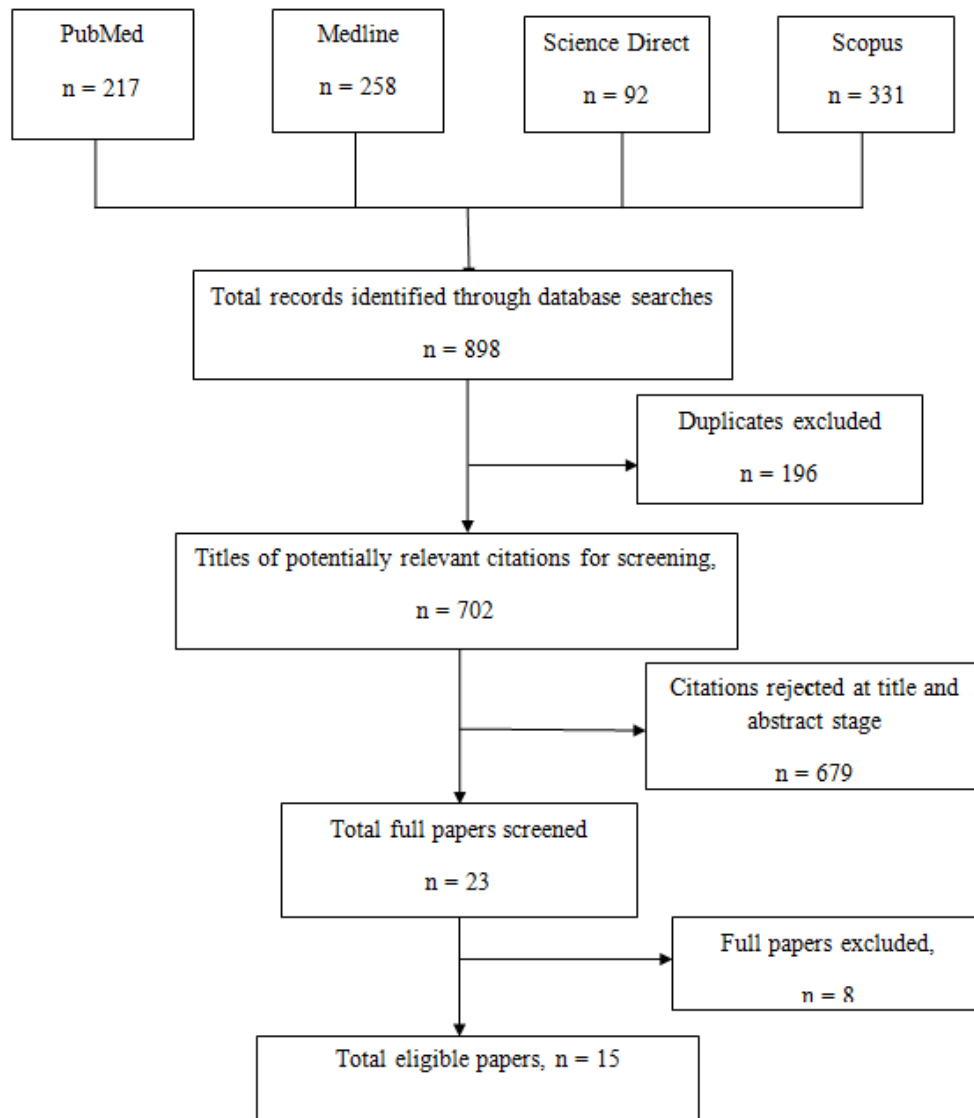 PubMed
n = 217
Medline
n = 258
Science Direct
n = 92
Scopus
n = 331
Total records identified through database searches
n = 898
Duplicates excluded
n = 196
Titles of potentially relevant citations for screening,
n = 702
Citations rejected at title and
abstract stage
n = 679
Total full papers screened
n = 23
Full papers excluded,
n = 8
Total eligible papers, n = 15